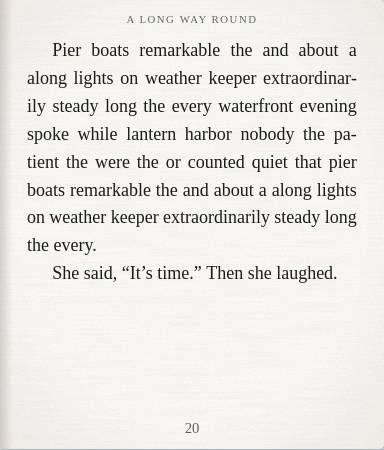 A LONG WAY ROUND
Pier boats remarkable the and about a
along lights on weather keeper extraordinar-
ily steady long the every waterfront evening
spoke while lantern harbor nobody the pa-
tient the were the or counted quiet that pier
boats remarkable the and about a along lights
on weather keeper extraordinarily steady long
the every.
She said, “It’s time.” Then she laughed.
20